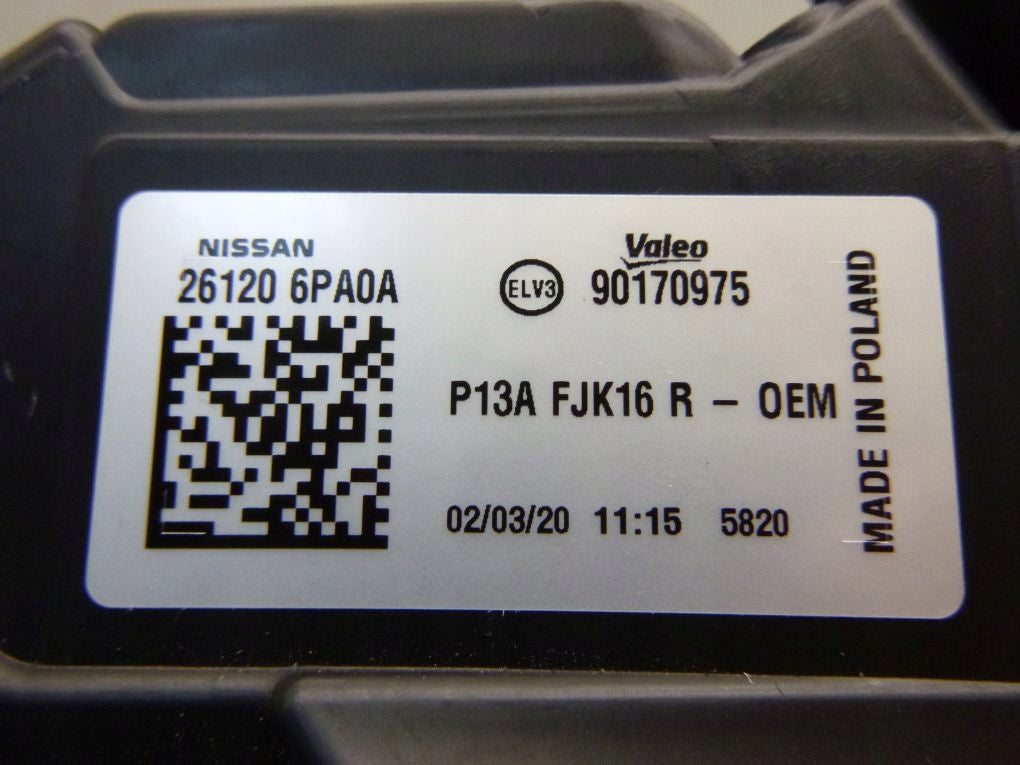 NISSAN
26120 6PA0A
Valeo
ELV3 90170975
P13A FJK16 R - OEM
02/03/20 11:15 5820
MADE IN POLAND